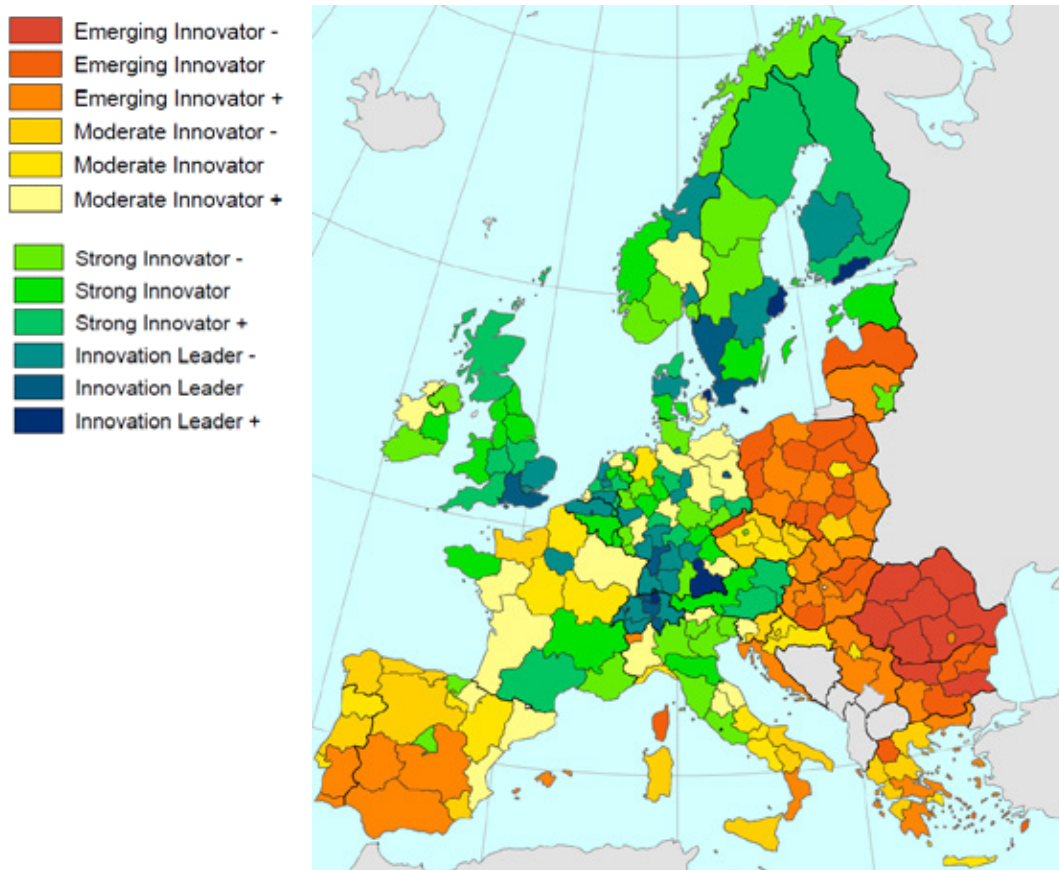 Emerging Innovator -
Emerging Innovator
Emerging Innovator +
Moderate Innovator -
Moderate Innovator
Moderate Innovator +
Strong Innovator -
Strong Innovator
Strong Innovator +
Innovation Leader -
Innovation Leader
Innovation Leader +